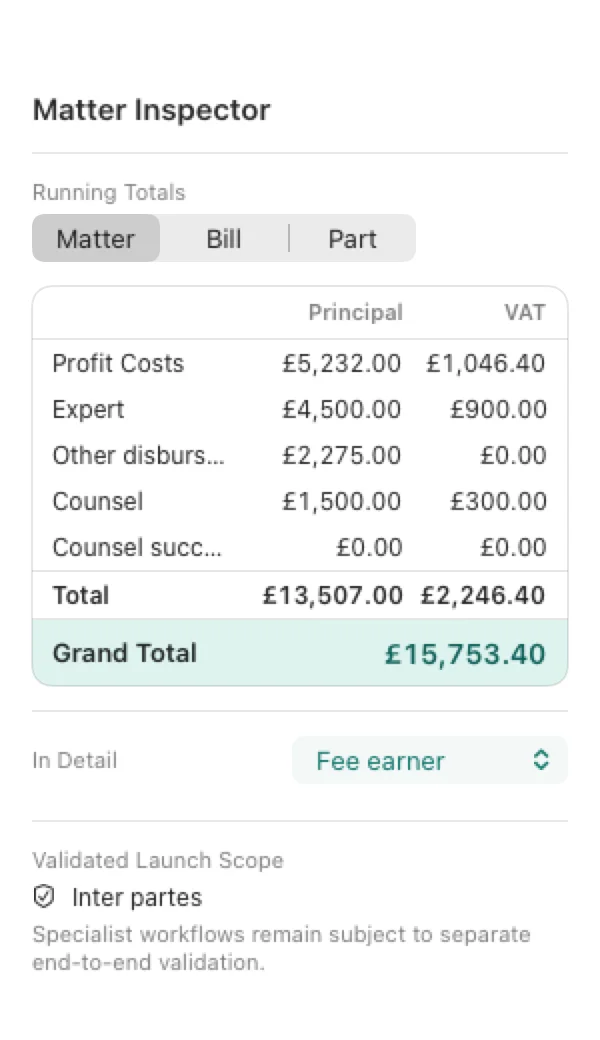 Matter Inspector
Running Totals
Matter Bill Part
Principal VAT
Profit Costs £5,232.00 £1,046.40
Expert £4,500.00 £900.00
Other disburs... £2,275.00 £0.00
Counsel £1,500.00 £300.00
Counsel succ... £0.00 £0.00
Total £13,507.00 £2,246.40
Grand Total £15,753.40
In Detail Fee earner
Validated Launch Scope
Inter partes
Specialist workflows remain subject to separate
end-to-end validation.